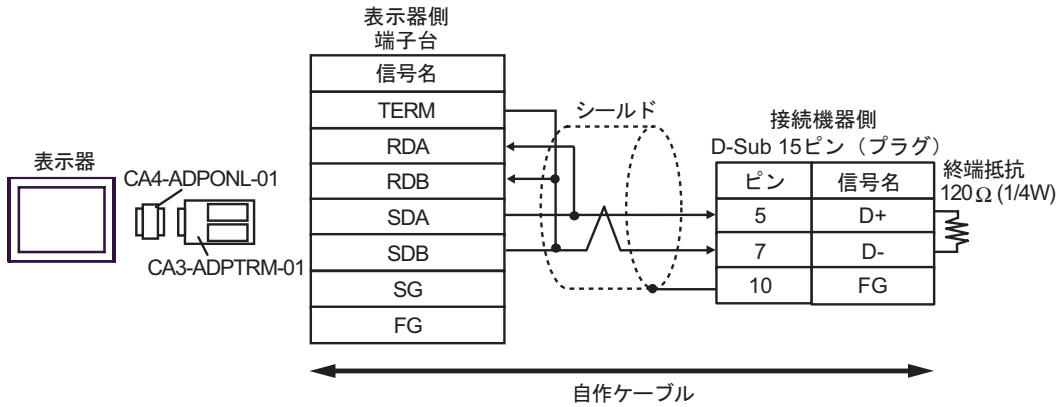 表示器側
端子台
信号名
TERM
RDA
RDB
SDA
SDB
SG
FG
シールド
接続機器側
D-Sub 15ピン（プラグ）
ピン 信号名
5 D+
7 D-
10 FG
終端抵抗
120Ω (1/4W)
表示器
CA4-ADPONL-01
CA3-ADPTRM-01
自作ケーブル